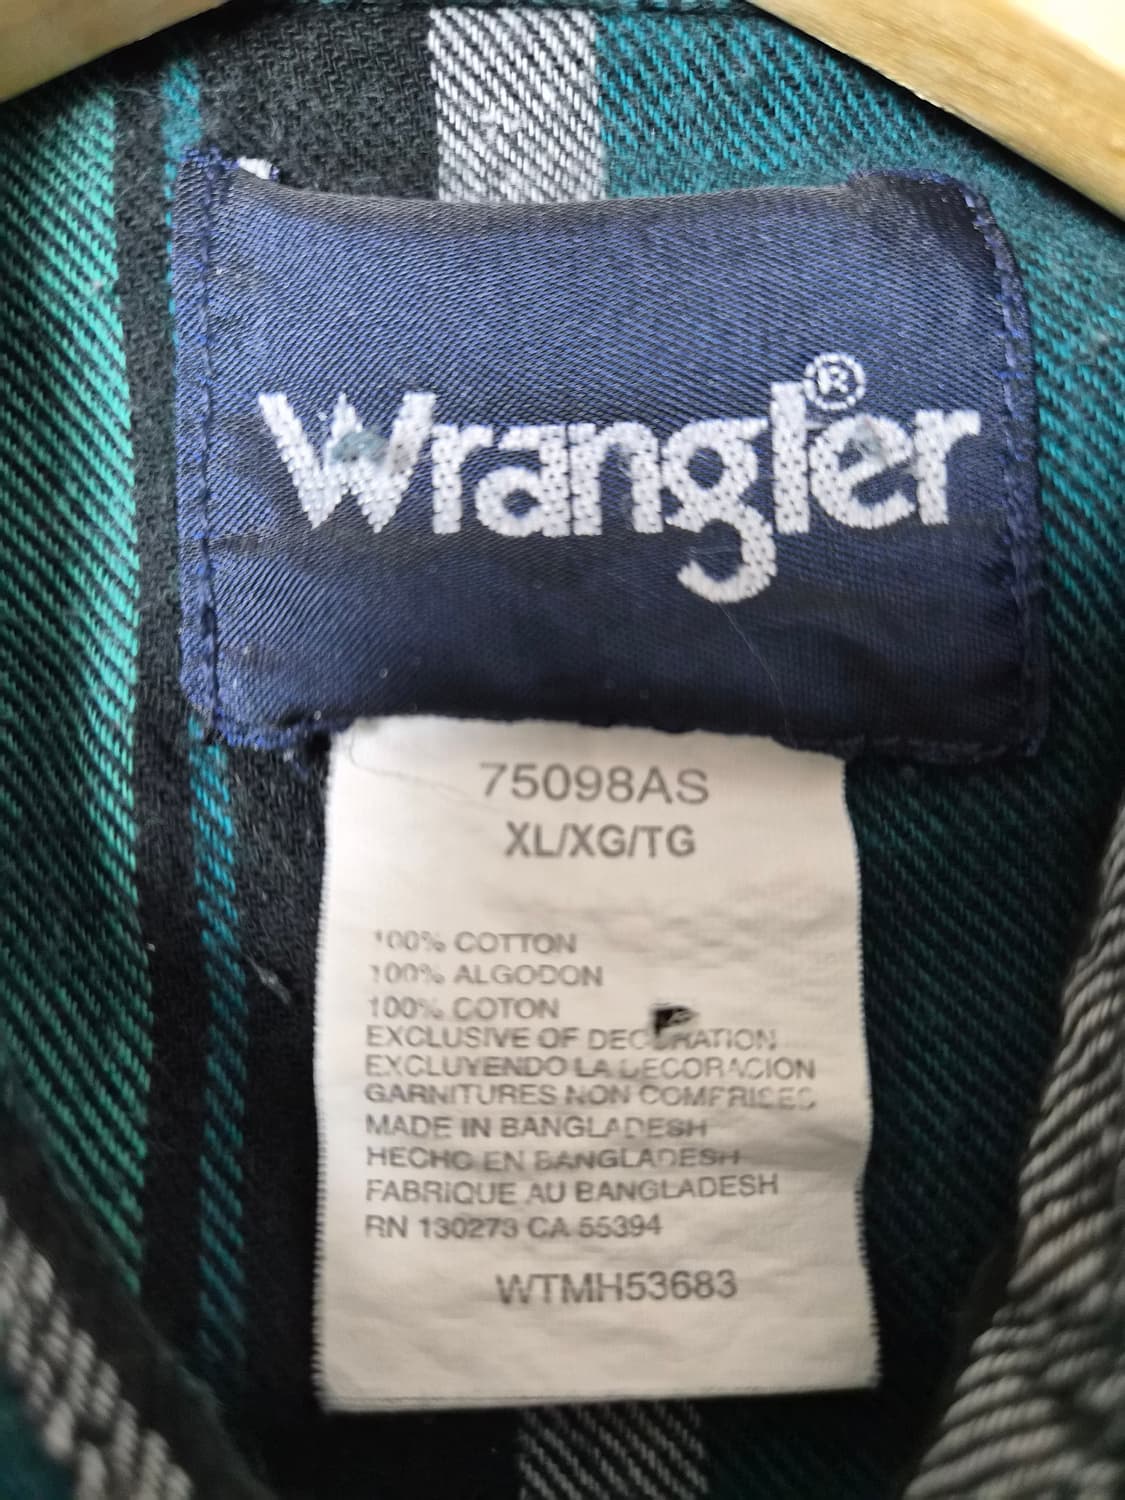 Wrangler®
75098AS
XL/XG/TG
100% COTTON
100% ALGODON
100% COTON
EXCLUSIVE OF DECORATION
EXCLUYENDO LA DECORACION
GARNITURES NON COMPRISES
MADE IN BANGLADESH
HECHO EN BANGLADESH
FABRIQUE AU BANGLADESH
RN 130273 CA 55394
WTMH53683